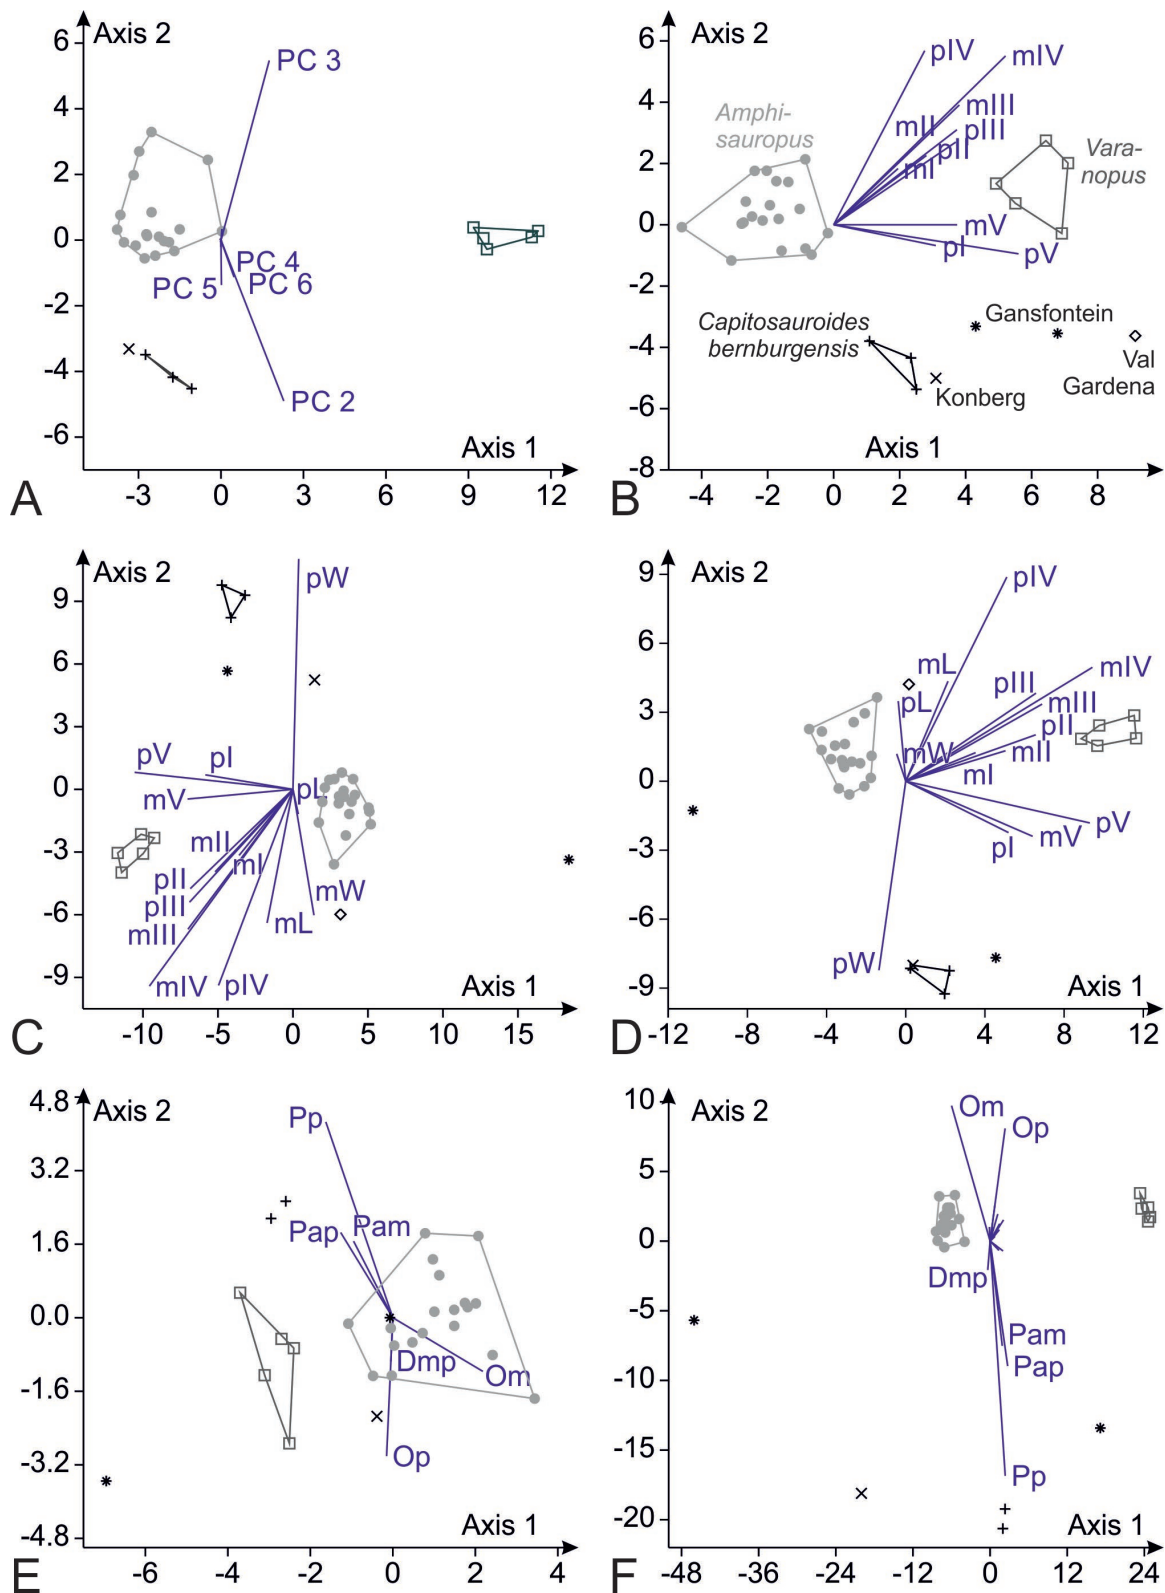 Axis 2
6
4
2
0
-2
-4
-6
PC 3
PC 4
PC 5
PC 6
PC 2
Axis 1
-3
0
3
6
9
12
A
Axis 2
6
4
2
0
-2
-4
-6
-8
pIV
mIV
mIII
mII
pIII
pII
mI
mV
pI
pV
Amphi-
sauropus
Vara-
nopus
Capitosauroides
bernburgensis
Gansfontein
Konberg
Val
Gardena
Axis 1
-4
-2
0
2
4
6
8
B
Axis 2
9
6
3
0
-3
-6
-9
pW
pV
pI
mV
pL
mII
mI
pII
pIII
mIII
mW
mL
mIV
pIV
Axis 1
-10
-5
0
5
10
15
C
Axis 2
9
6
3
0
-3
-6
-9
pIV
mL
mIV
pIII
pL
mIII
pII
mW
mII
mI
pV
mV
pI
pW
Axis 1
-12
-8
-4
0
4
8
12
D
4.8
3.2
1.6
0.0
-1.6
-3.2
-4.8
Axis 2
Pp
Pap
Pam
Dmp
Om
Op
Axis 1
-6
-4
-2
0
2
4
E
Axis 2
10
5
0
-5
-10
-15
-20
Om
Op
Dmp
Pam
Pap
Pp
Axis 1
-48
-36
-24
-12
0
12
24
F